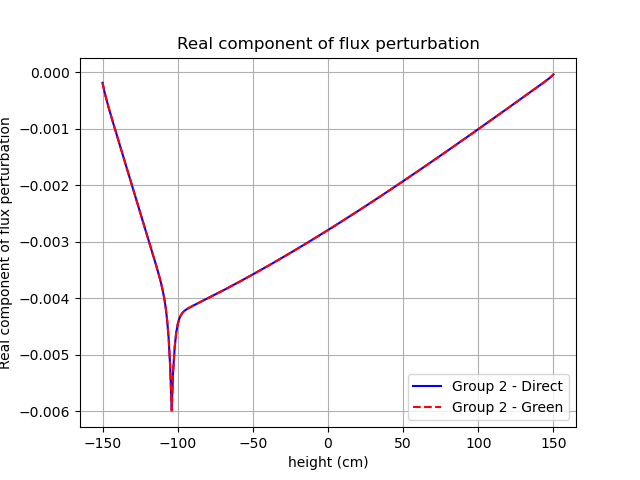 Real component of flux perturbation
Real component of flux perturbation
0.000
−0.001
−0.002
−0.003
−0.004
−0.005
−0.006
−150
−100
−50
0
50
100
150
height (cm)
Group 2 - Direct
Group 2 - Green